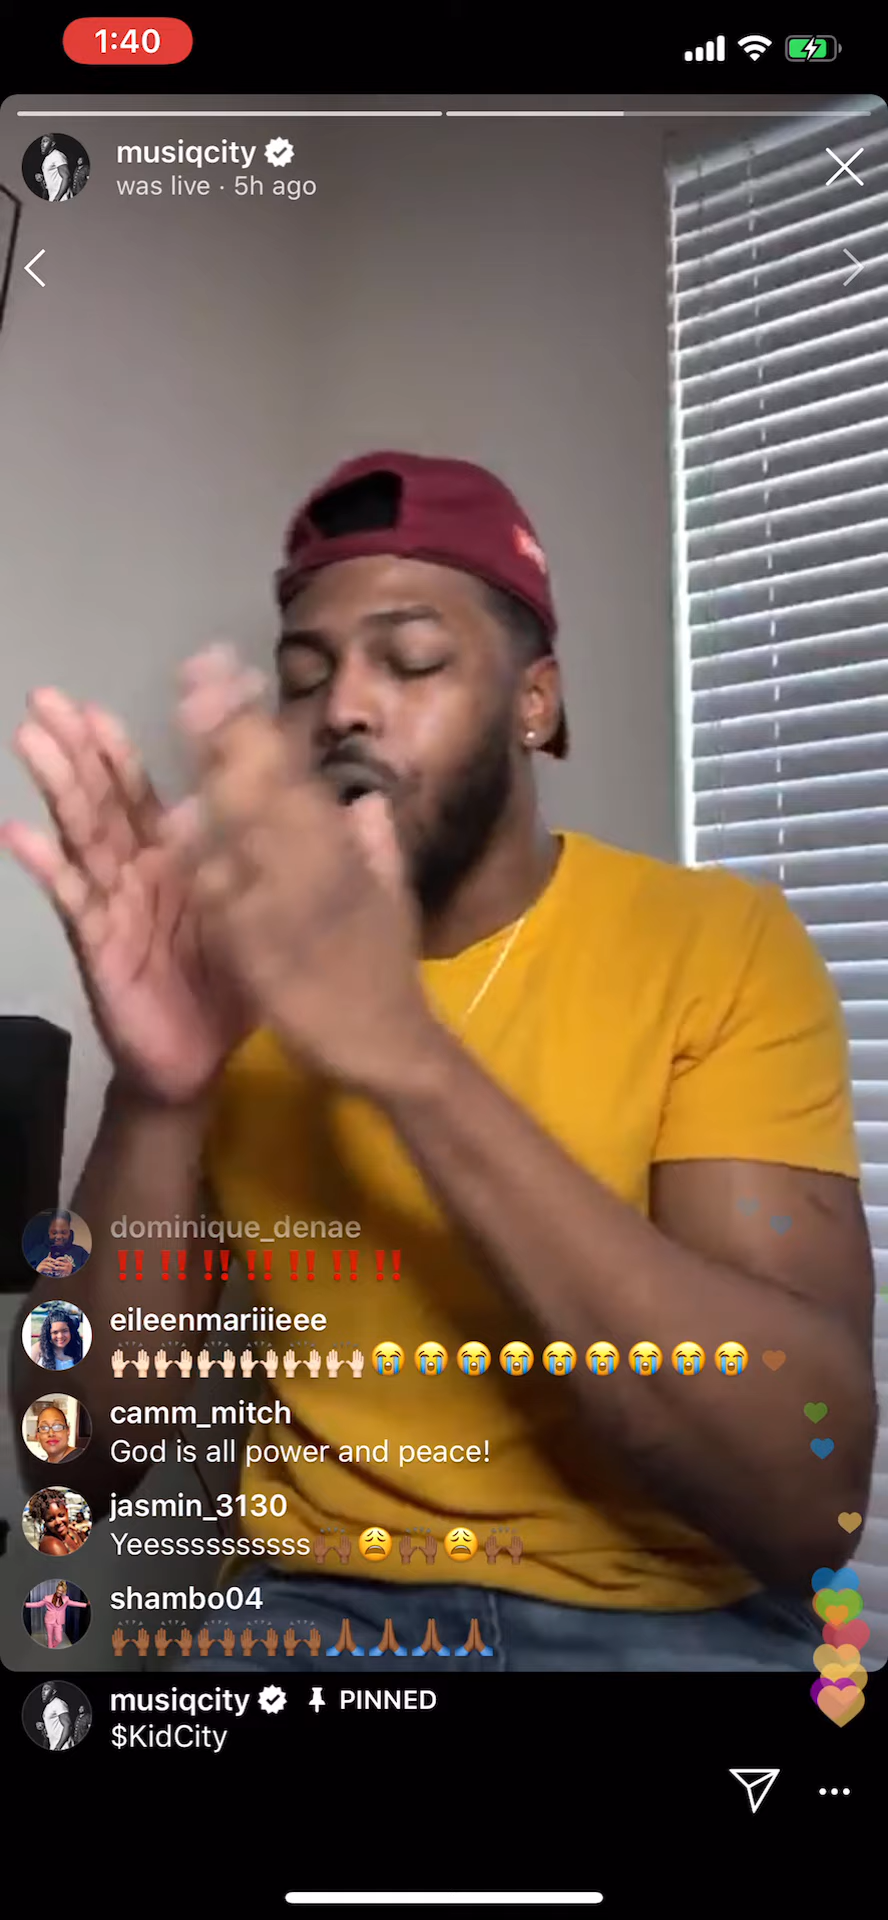 1:40
musiqcity
was live · 5h ago
dominique_denae
‼️‼️‼️‼️‼️‼️‼️
eileenmariiieee
🙌🏻🙌🏻🙌🏻🙌🏻🙌🏻🙌🏻😭😭😭😭😭😭😭😭😭
camm_mitch
God is all power and peace!
jasmin_3130
Yeessssssssss🙌🏾😩🙌🏾😩🙌🏾
shambo04
🙌🏾🙌🏾🙌🏾🙌🏾🙌🏾🙏🏾🙏🏾🙏🏾🙏🏾
musiqcity PINNED
$KidCity